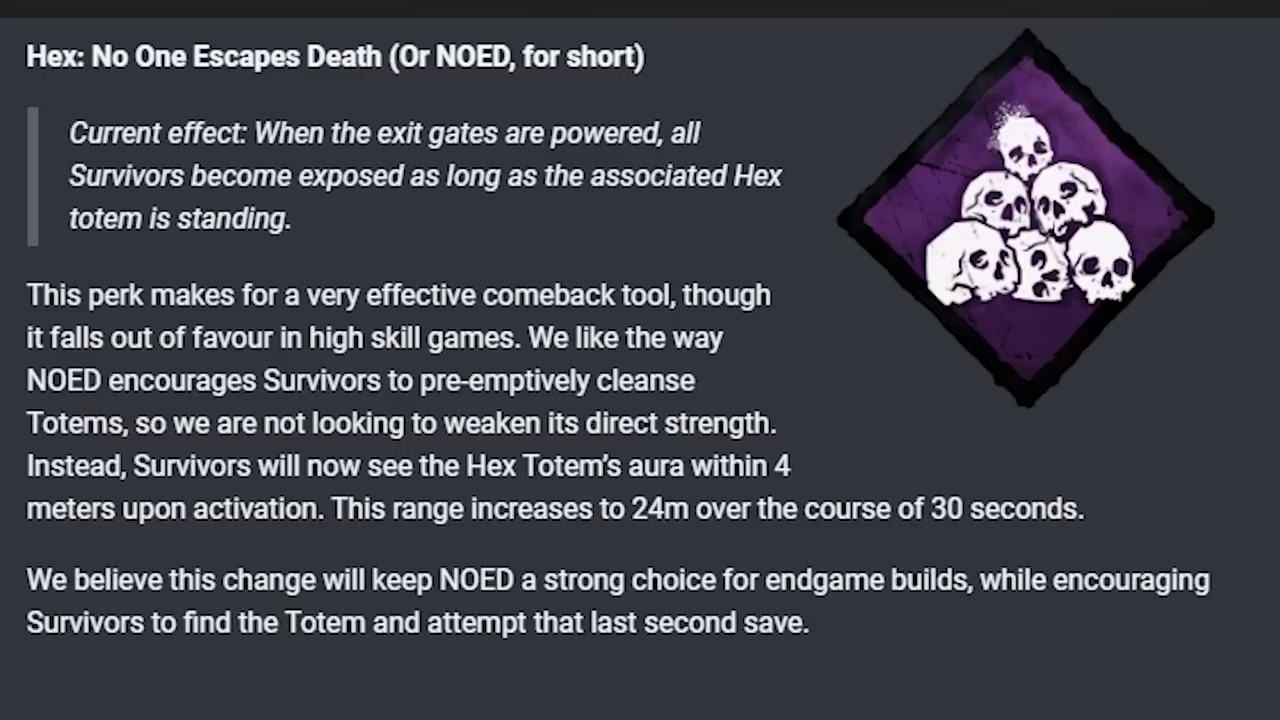 Hex: No One Escapes Death (Or NOED, for short)
Current effect: When the exit gates are powered, all
Survivors become exposed as long as the associated Hex
totem is standing.
This perk makes for a very effective comeback tool, though
it falls out of favour in high skill games. We like the way
NOED encourages Survivors to pre-emptively cleanse
Totems, so we are not looking to weaken its direct strength.
Instead, Survivors will now see the Hex Totem’s aura within 4
meters upon activation. This range increases to 24m over the course of 30 seconds.
We believe this change will keep NOED a strong choice for endgame builds, while encouraging
Survivors to find the Totem and attempt that last second save.